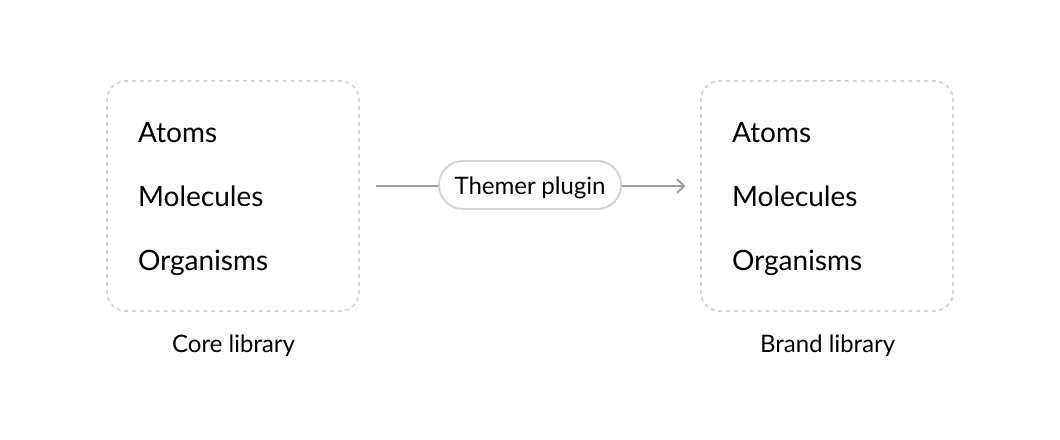 Atoms
Molecules
Organisms
Core library
Themer plugin
Atoms
Molecules
Organisms
Brand library